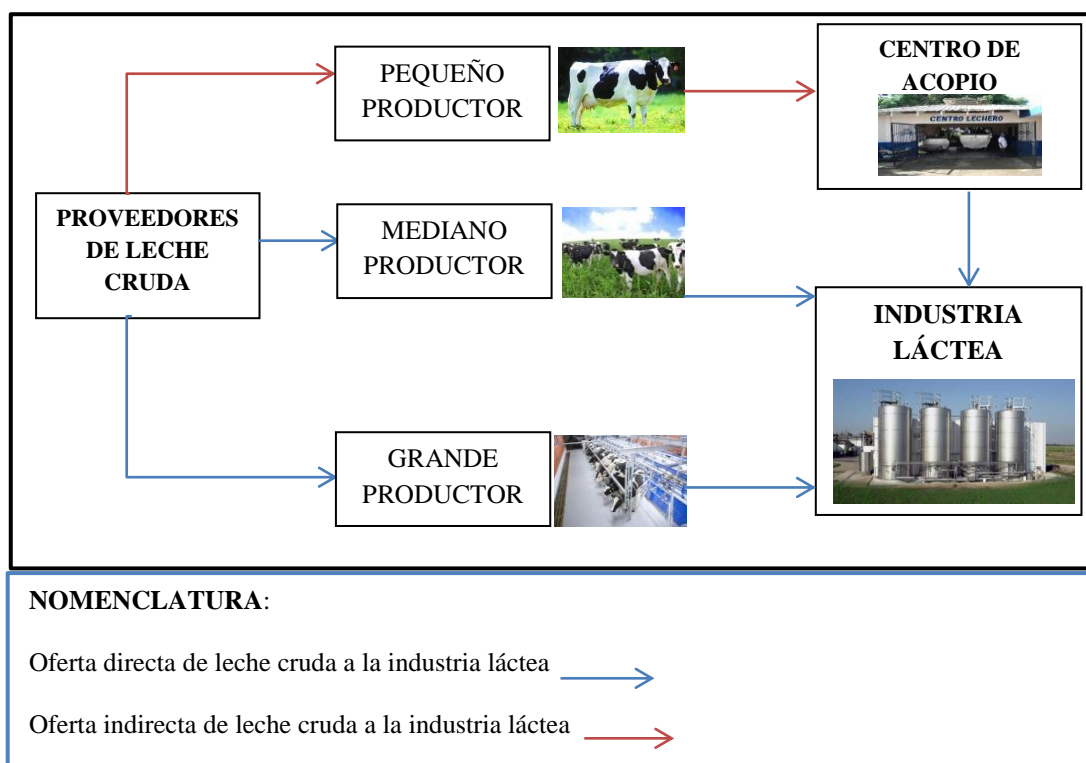 PEQUEÑO
PRODUCTOR
CENTRO DE
ACOPIO
CENTRO LECHERO
PROVEEDORES
DE LECHE
CRUDA
MEDIANO
PRODUCTOR
INDUSTRIA
LÁCTEA
GRANDE
PRODUCTOR
NOMENCLATURA:
Oferta directa de leche cruda a la industria láctea
Oferta indirecta de leche cruda a la industria láctea